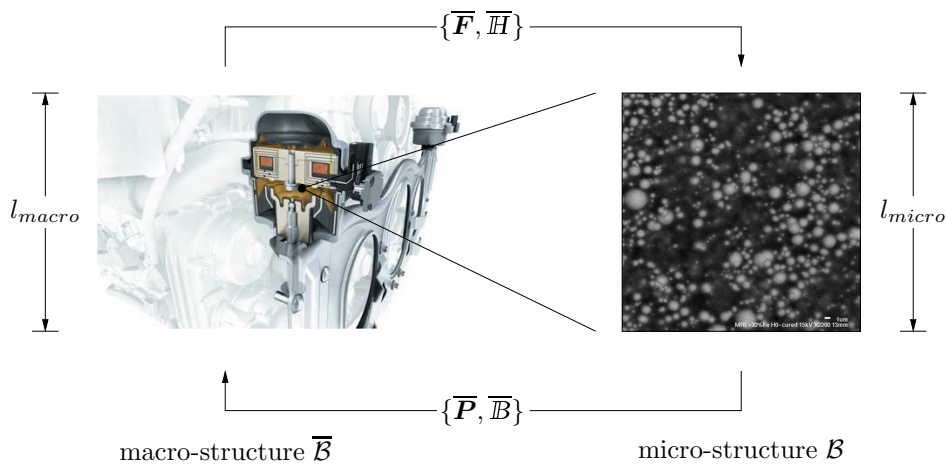 {F̅, ℍ̅}
l_macro
l_micro
MRE+30%Fe H0-cured 15kV X2200 13mm
1um
{P̅, 𝔹̅}
macro-structure ℬ̅
micro-structure ℬ